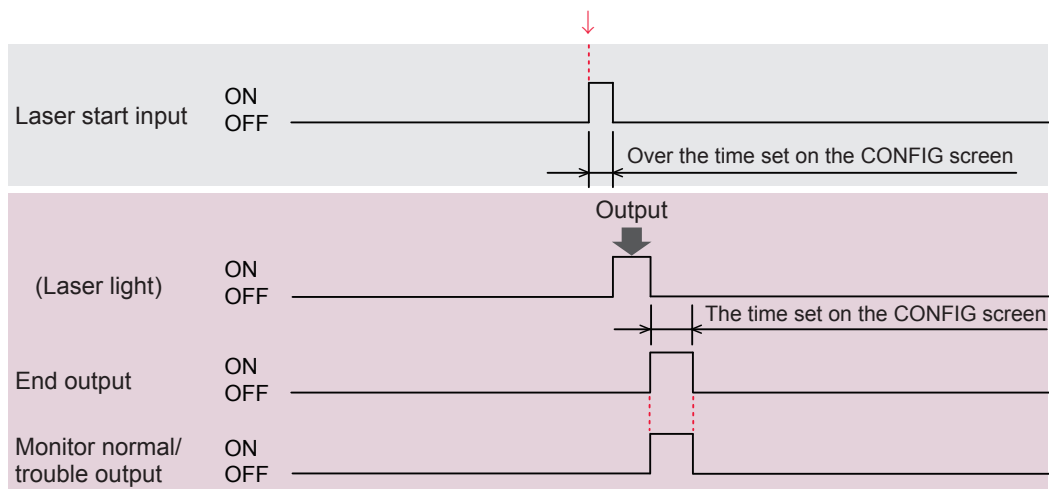 Laser start input
ON
OFF
Over the time set on the CONFIG screen
Output
(Laser light)
ON
OFF
The time set on the CONFIG screen
End output
ON
OFF
Monitor normal/
trouble output
ON
OFF